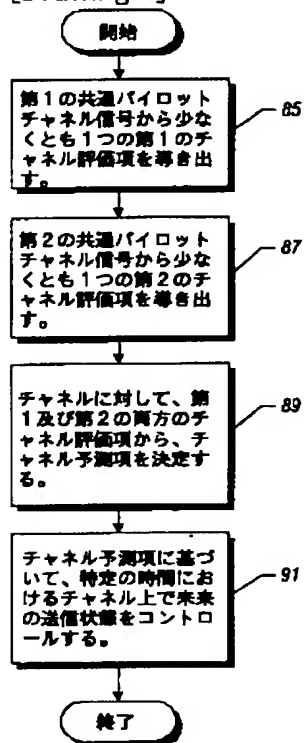 開始
第1の共通パイロット
チャネル信号から少な
くとも1つの第1のチ
ャネル評価項を導き出
す。
85
第2の共通パイロット
チャネル信号から少な
くとも1つの第2のチ
ャネル評価項を導き出
す。
87
チャネルに対して、第
1及び第2の両方のチ
ャネル評価項から、チ
ャネル予測項を決定す
る。
89
チャネル予測項に基づ
いて、特定の時間にお
けるチャネル上で未来
の送信状態をコントロ
ールする。
91
終了